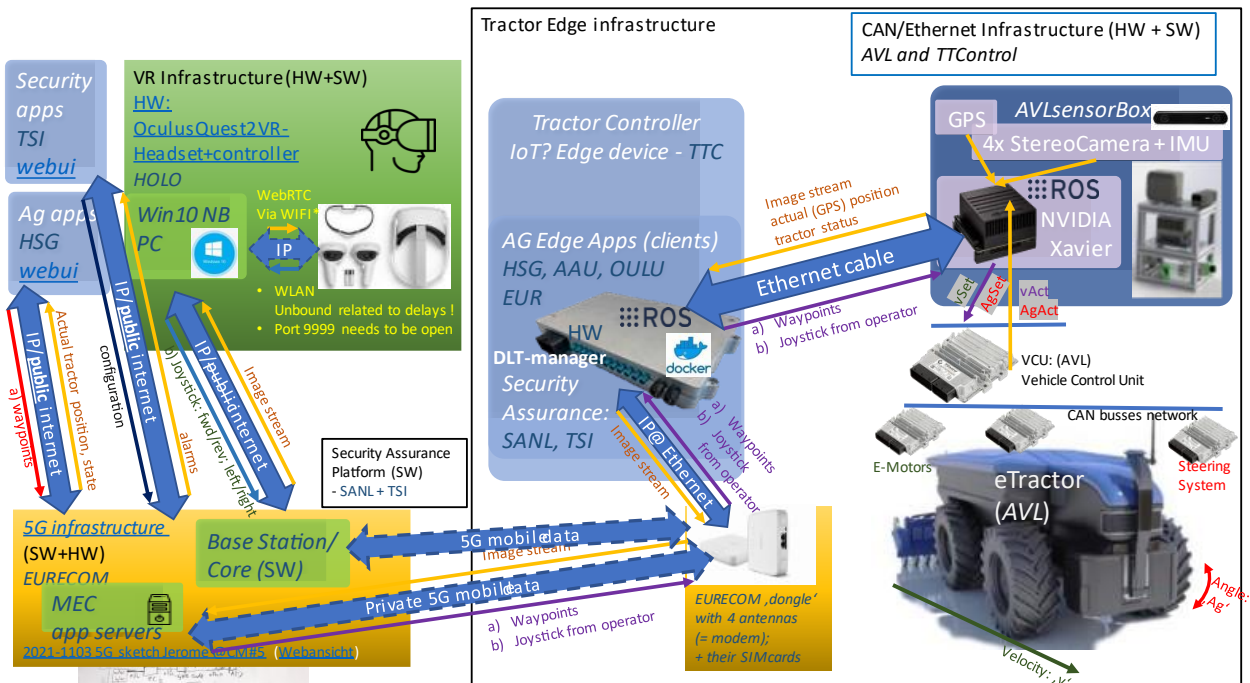 Tractor Edge infrastructure
CAN/Ethernet Infrastructure (HW + SW)
AVL and TTControl
Security
apps
TSI
webui
Ag apps
HSG
webui
VR Infrastructure (HW+SW)
HW:
OculusQuest2VR-
Headset+controller
HOLO
Win10 NB
PC
WebRTC
Via WIFI*
IP
• WLAN
Unbound related to delays !
• Port 9999 needs to be open
IP/public internet
a) waypoints
Actual tractor position, state
IP/public internet
configuration
alarms
IP/public internet
b) Joystick: fwd/rev; left/right
Image stream
Security Assurance
Platform (SW)
- SANL + TSI
5G infrastructure
(SW+HW)
EURECOM
Base Station/
Core (SW)
MEC
app servers
2021-1103 5G sketch Jerome @CM#5 (Webansicht)
5G mobile data
Image stream
Private 5G mobile data
a) Waypoints
b) Joystick from operator
Tractor Controller
IoT? Edge device - TTC
AG Edge Apps (clients)
HSG, AAU, OULU
EUR
HW
ROS
docker
DLT-manager
Security
Assurance:
SANL, TSI
IP@ Ethernet
Image stream
a) Waypoints
b) Joystick
from operator
EURECOM ‚dongle‘
with 4 antennas
(= modem);
+ their SIMcards
Image stream
actual (GPS) position
tractor status
Ethernet cable
a) Waypoints
b) Joystick from operator
AVLsensorBox
GPS
4x StereoCamera + IMU
ROS
NVIDIA
Xavier
vSet
AgSet
vAct
AgAct
VCU: (AVL)
Vehicle Control Unit
CAN busses network
E-Motors
Steering
System
eTractor
(AVL)
Angle:
‚Ag‘
Velocity: ‚v‘